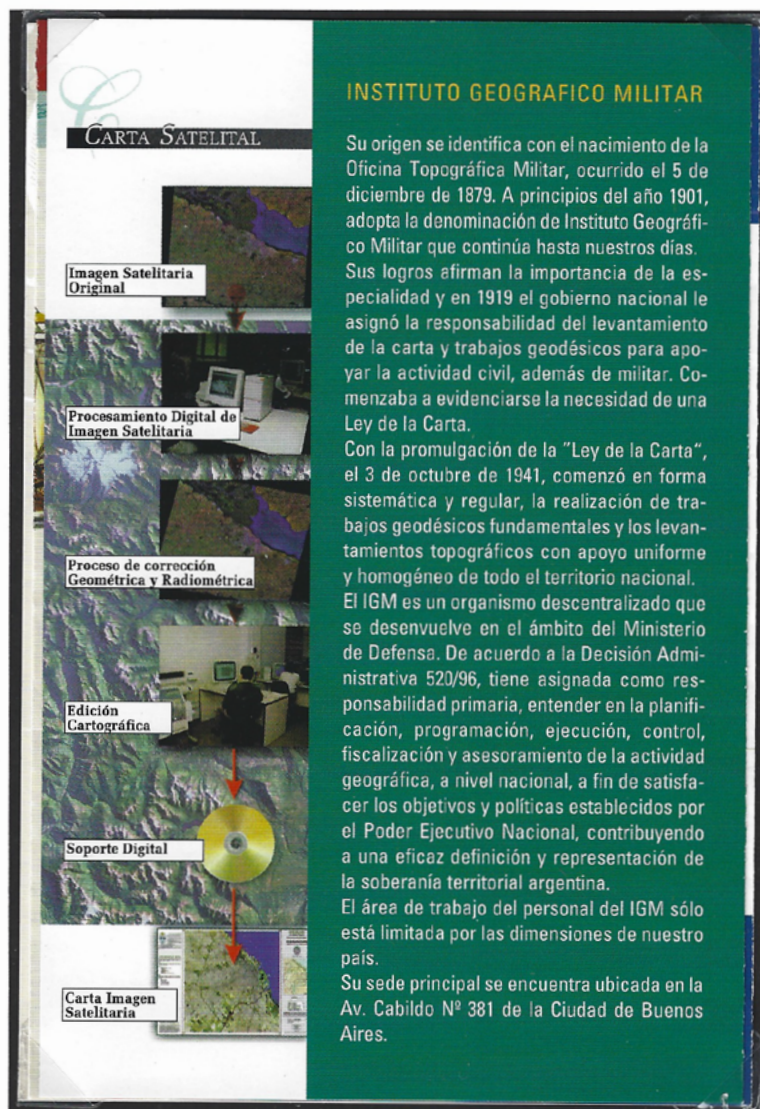 CARTA SATELITAL
Imagen Satelitaria
Original
Procesamiento Digital de
Imagen Satelitaria
Proceso de corrección
Geométrica y Radiométrica
Edición
Cartográfica
Soporte Digital
Carta Imagen
Satelitaria
INSTITUTO GEOGRAFICO MILITAR
Su origen se identifica con el nacimiento de la
Oficina Topográfica Militar, ocurrido el 5 de
diciembre de 1879. A principios del año 1901,
adopta la denominación de Instituto Geográfi-
co Militar que continúa hasta nuestros días.
Sus logros afirman la importancia de la es-
pecialidad y en 1919 el gobierno nacional le
asignó la responsabilidad del levantamiento
de la carta y trabajos geodésicos para apo-
yar la actividad civil, además de militar. Co-
menzaba a evidenciarse la necesidad de una
Ley de la Carta.
Con la promulgación de la "Ley de la Carta",
el 3 de octubre de 1941, comenzó en forma
sistemática y regular, la realización de tra-
bajos geodésicos fundamentales y los levan-
tamientos topográficos con apoyo uniforme
y homogéneo de todo el territorio nacional.
El IGM es un organismo descentralizado que
se desenvuelve en el ámbito del Ministerio
de Defensa. De acuerdo a la Decisión Admi-
nistrativa 520/96, tiene asignada como res-
ponsabilidad primaria, entender en la planifi-
cación, programación, ejecución, control,
fiscalización y asesoramiento de la actividad
geográfica, a nivel nacional, a fin de satisfa-
cer los objetivos y políticas establecidos por
el Poder Ejecutivo Nacional, contribuyendo
a una eficaz definición y representación de
la soberanía territorial argentina.
El área de trabajo del personal del IGM sólo
está limitada por las dimensiones de nuestro
país.
Su sede principal se encuentra ubicada en la
Av. Cabildo Nº 381 de la Ciudad de Buenos
Aires.